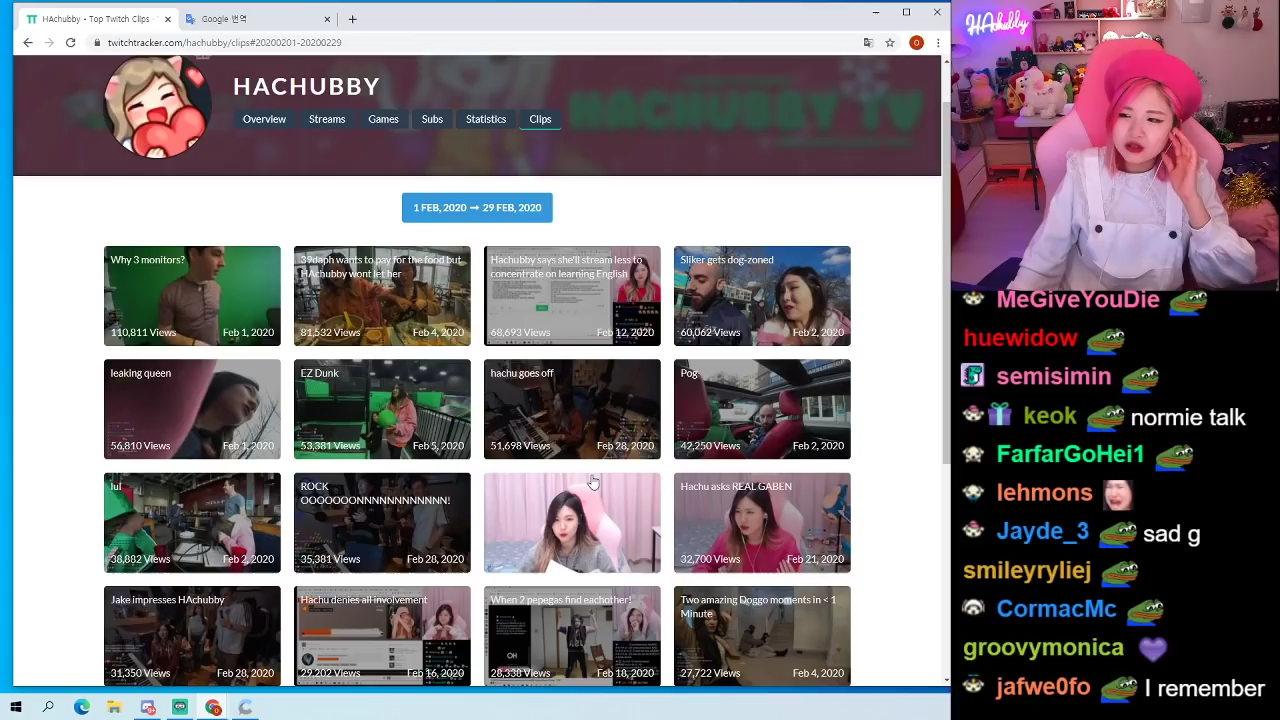 HAchubby - Top Twitch Clips -
Google 번역
twitchtracker.com/hachubby/clips#20200201-20200229
HACHUBBY
Overview
Streams
Games
Subs
Statistics
Clips
HACHUBBY TV
1 FEB, 2020 → 29 FEB, 2020
Why 3 monitors?
110,811 Views
Feb 1, 2020
39daph wants to pay for the food but
HAchubby wont let her
81,532 Views
Feb 4, 2020
Hachubby says she'll stream less to
concentrate on learning English
68,693 Views
Feb 12, 2020
Sliker gets dog-zoned
60,062 Views
Feb 2, 2020
leaking queen
56,810 Views
Feb 1, 2020
EZ Dunk
53,381 Views
Feb 5, 2020
hachu goes off
51,698 Views
Feb 28, 2020
Pog
42,250 Views
Feb 2, 2020
lul
38,882 Views
Feb 2, 2020
ROCK
OOOOOOONNNNNNNNNNNN!
35,381 Views
Feb 28, 2020
Hachu asks REAL GABEN
32,700 Views
Feb 21, 2020
Jake impresses HAchubby
31,350 Views
Feb 28, 2020
Hachu denies all involvement
29,202 Views
Feb 16, 2020
When 2 pepegas find eachother!
OH
28,338 Views
Feb 18, 2020
Two amazing Doggo moments in < 1
Minute
27,722 Views
Feb 4, 2020
HAchubby
MeGiveYouDie
huewidow
semisimin
keok normie talk
FarfarGoHei1
lehmons
Jayde_3 sad g
smileyryliej
CormacMc
groovymonica
jafwe0fo I remember